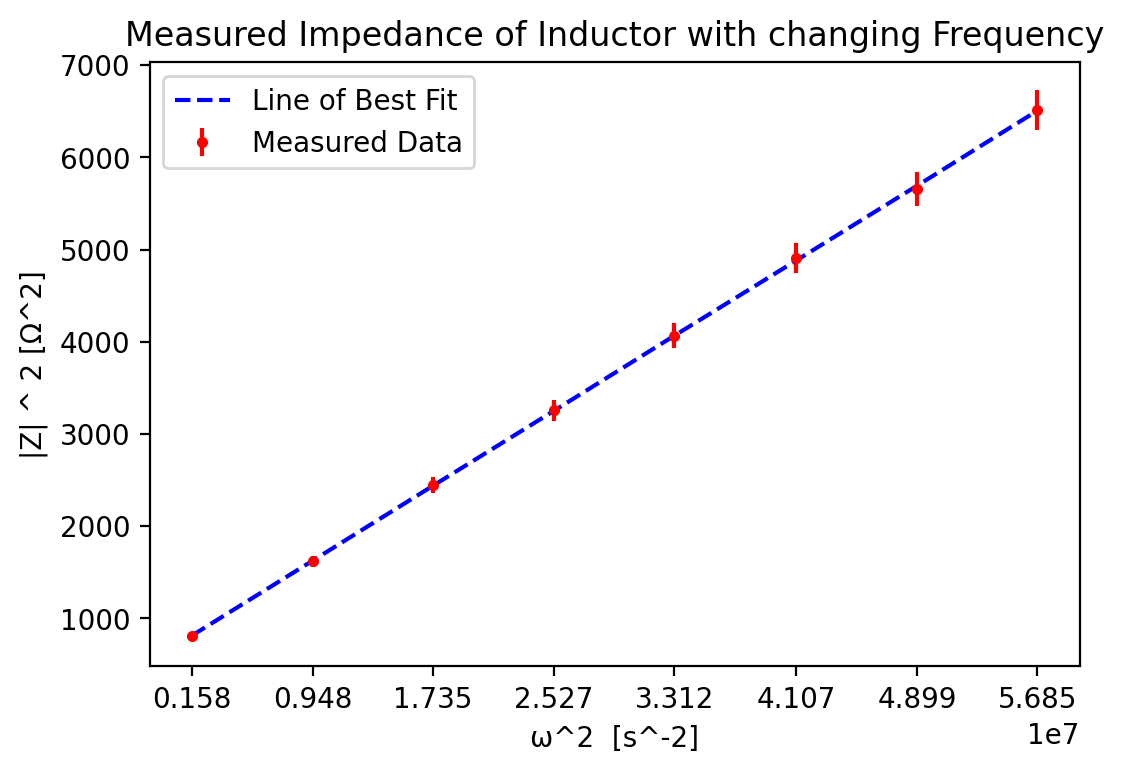 Measured Impedance of Inductor with changing Frequency
7000
6000
5000
4000
3000
2000
1000
|Z| ^ 2 [Ω^2]
Line of Best Fit
Measured Data
0.158 0.948 1.735 2.527 3.312 4.107 4.899 5.685
1e7
ω^2 [s^-2]